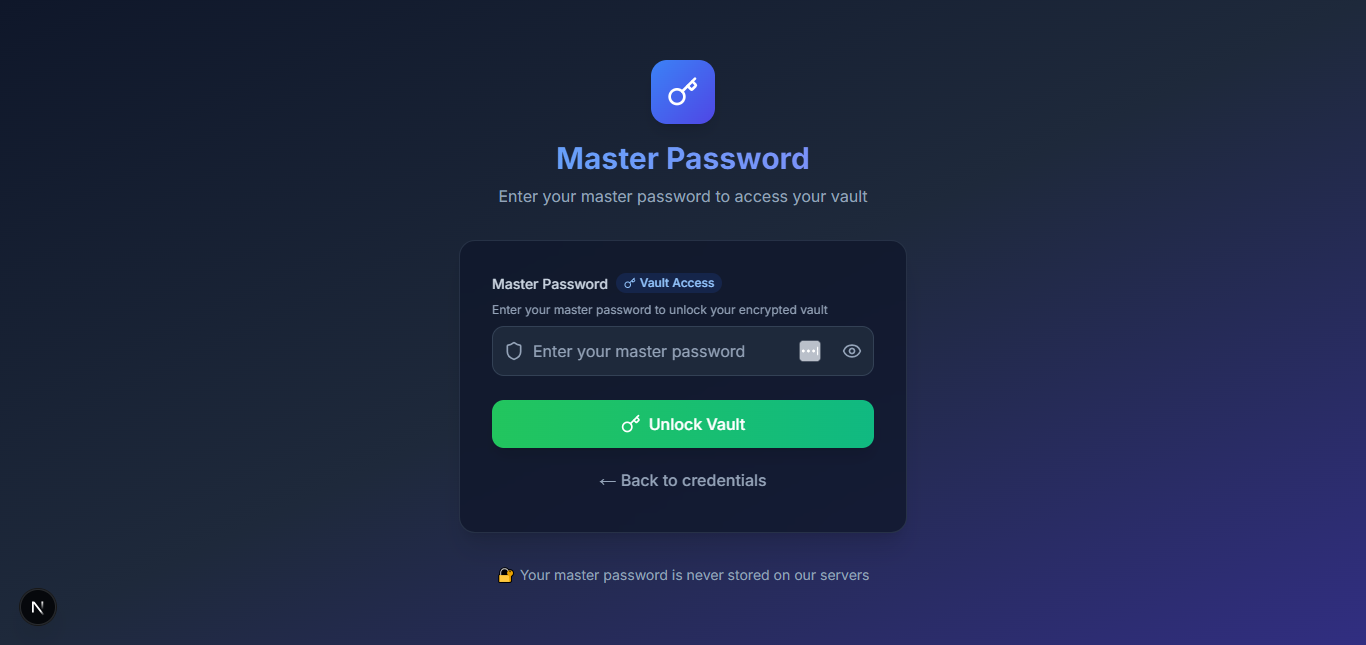 Master Password
Enter your master password to access your vault
Master Password Vault Access
Enter your master password to unlock your encrypted vault
Enter your master password
Unlock Vault
← Back to credentials
🔐 Your master password is never stored on our servers
N